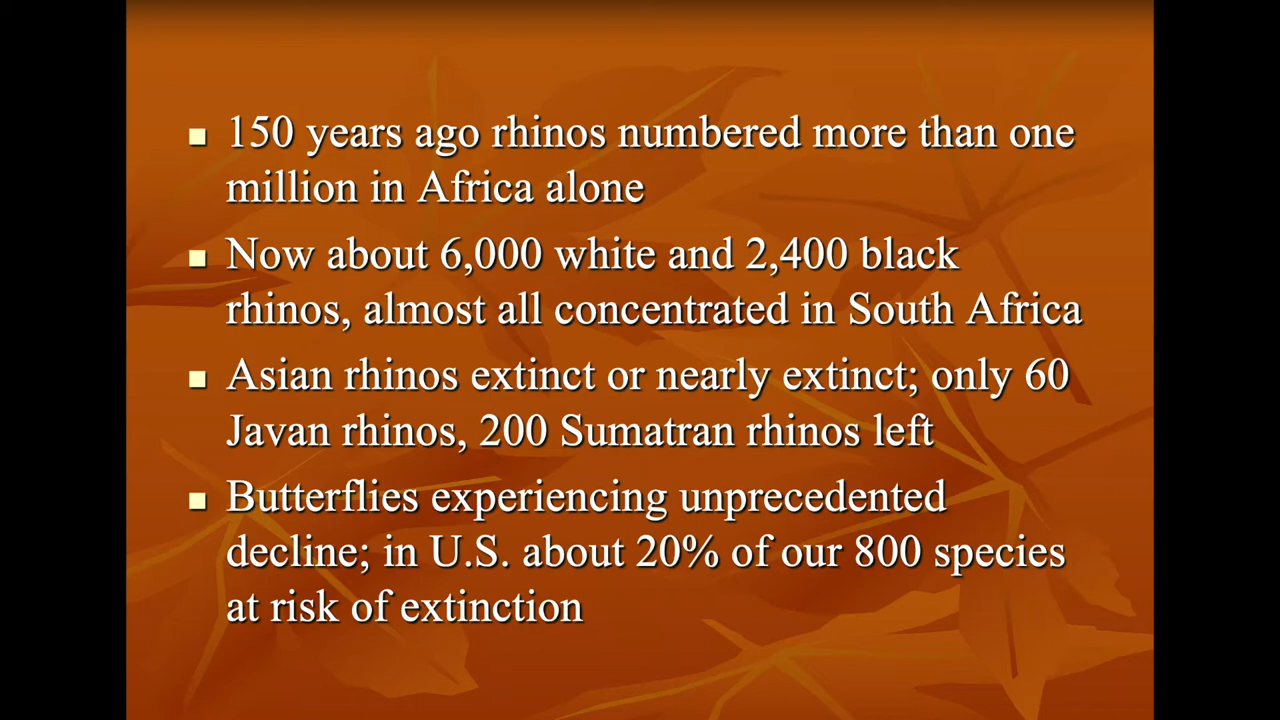 150 years ago rhinos numbered more than one
million in Africa alone
Now about 6,000 white and 2,400 black
rhinos, almost all concentrated in South Africa
Asian rhinos extinct or nearly extinct; only 60
Javan rhinos, 200 Sumatran rhinos left
Butterflies experiencing unprecedented
decline; in U.S. about 20% of our 800 species
at risk of extinction